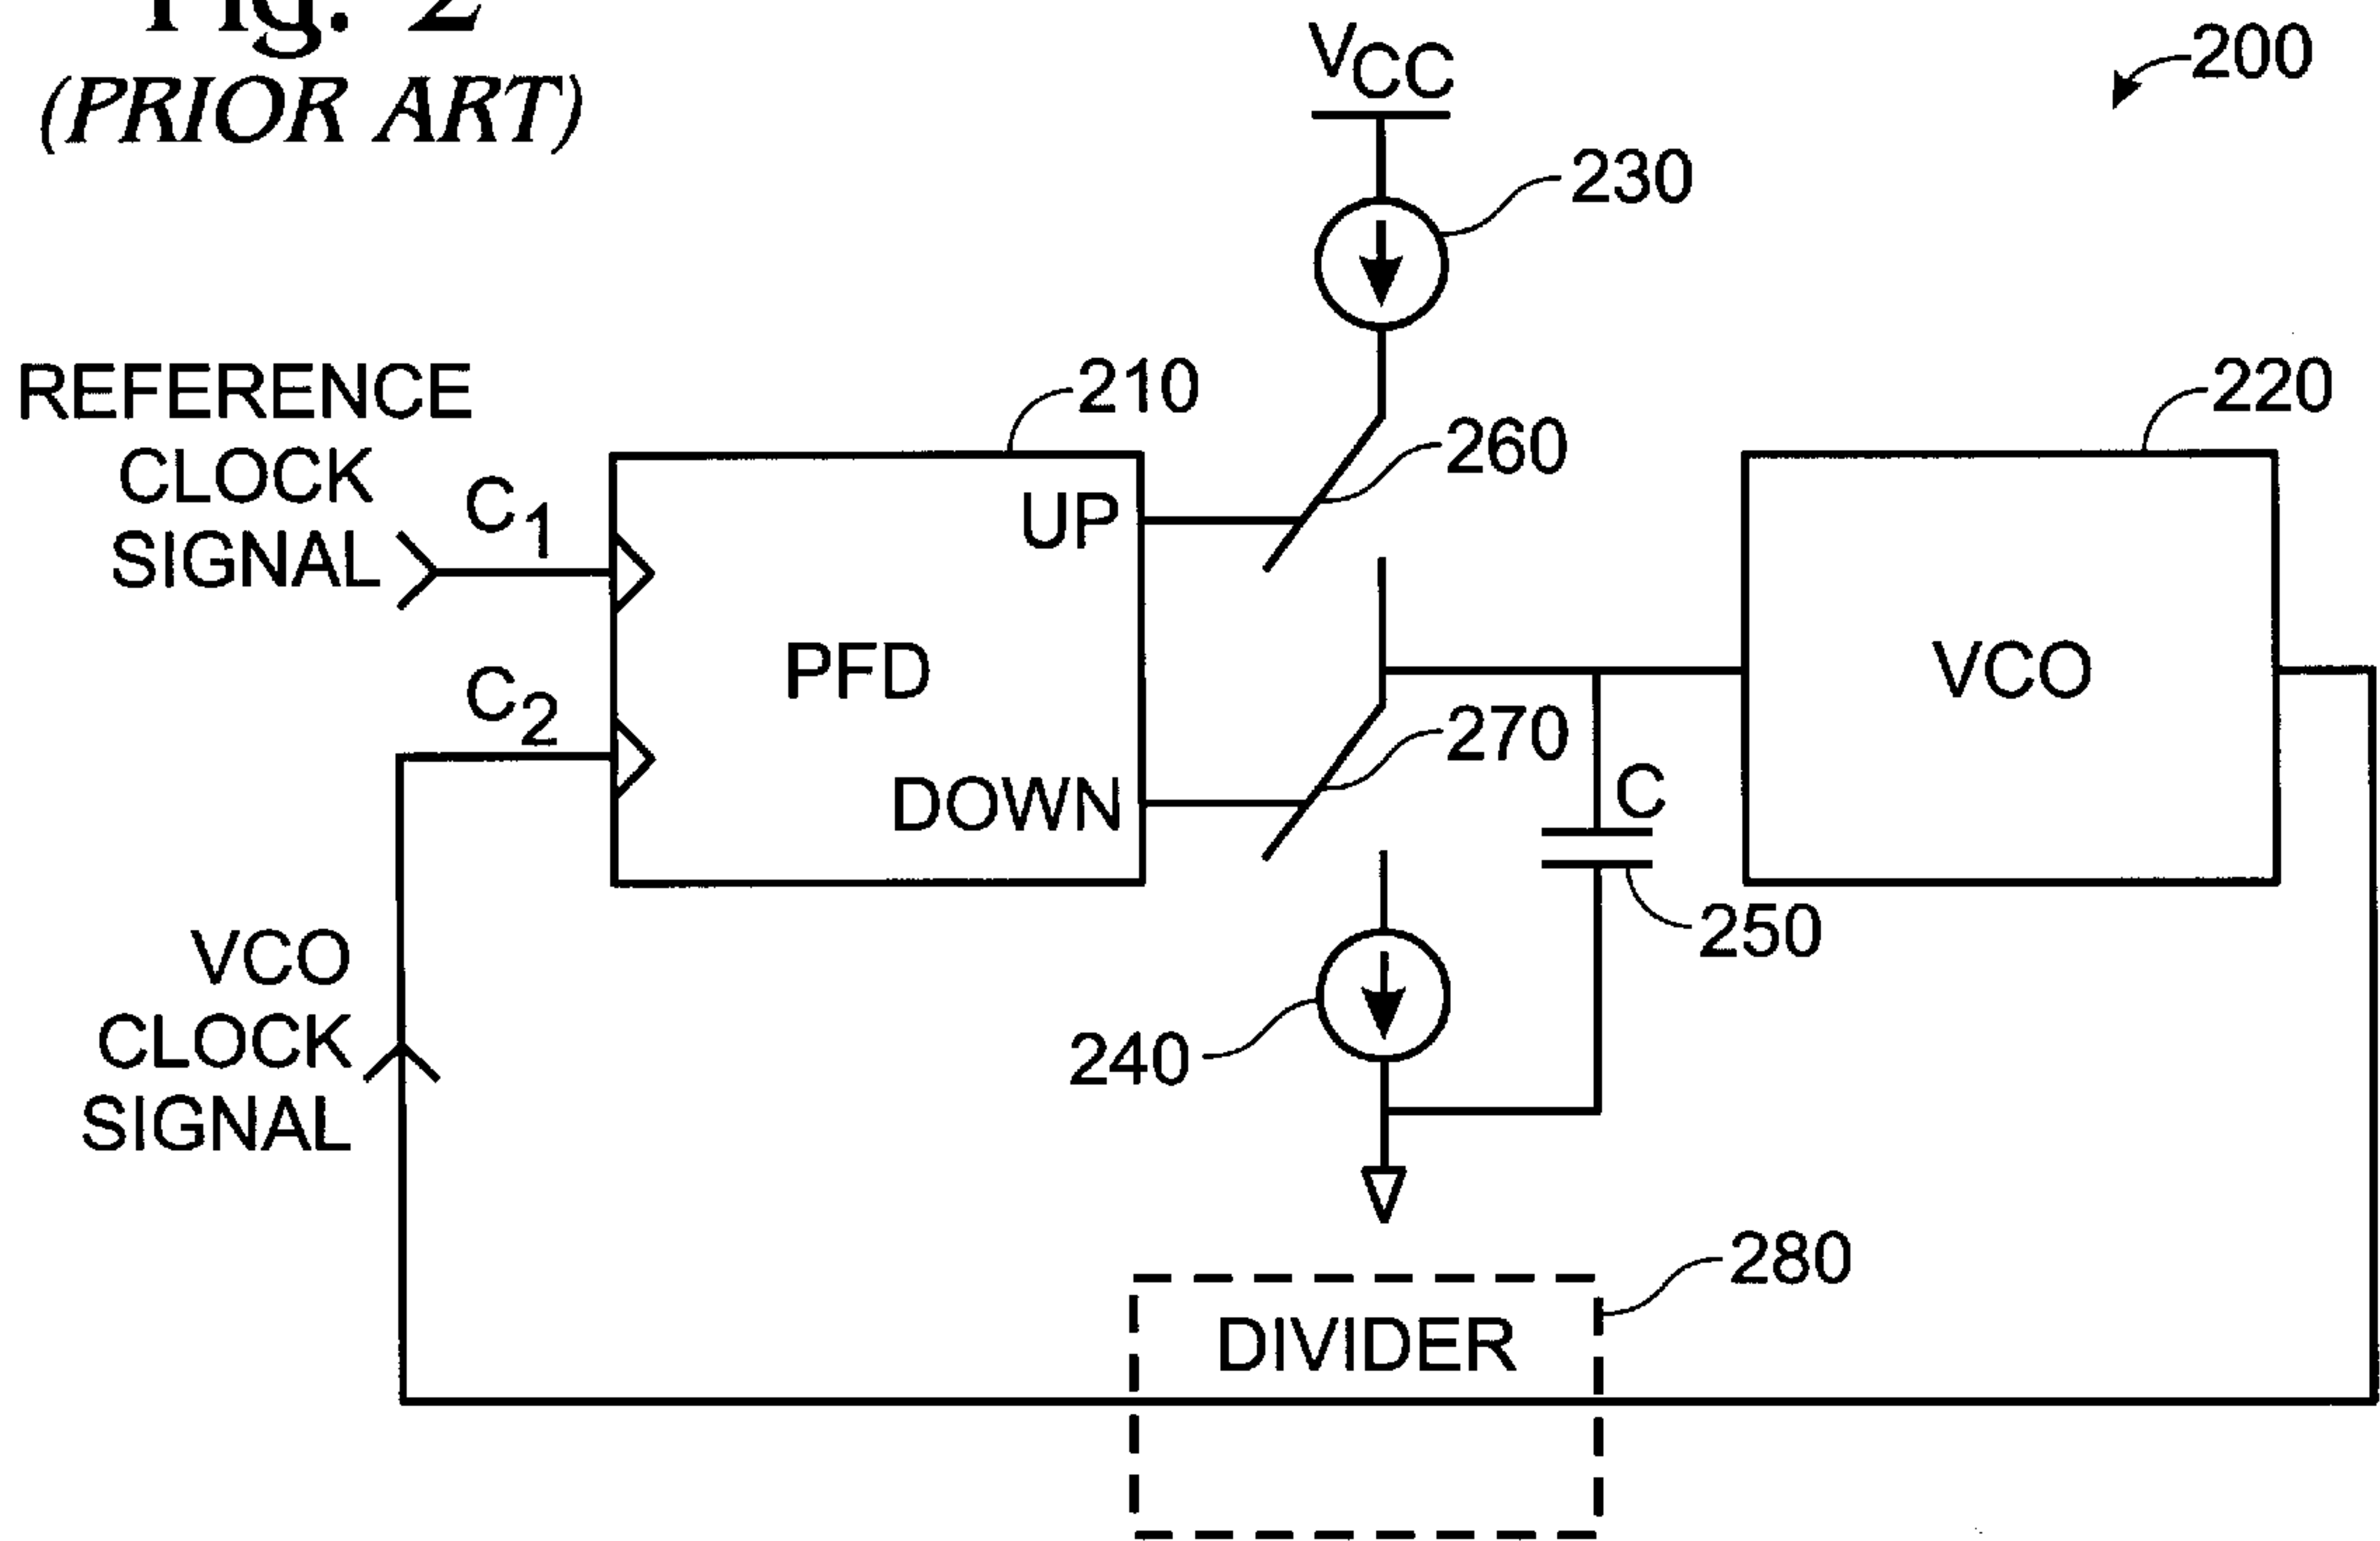 Fig. 2
(PRIOR ART)
VCC
200
230
REFERENCE
CLOCK
SIGNAL
C1
210
UP
260
220
PFD
VCO
C2
270
DOWN
C
250
VCO
CLOCK
SIGNAL
240
280
DIVIDER